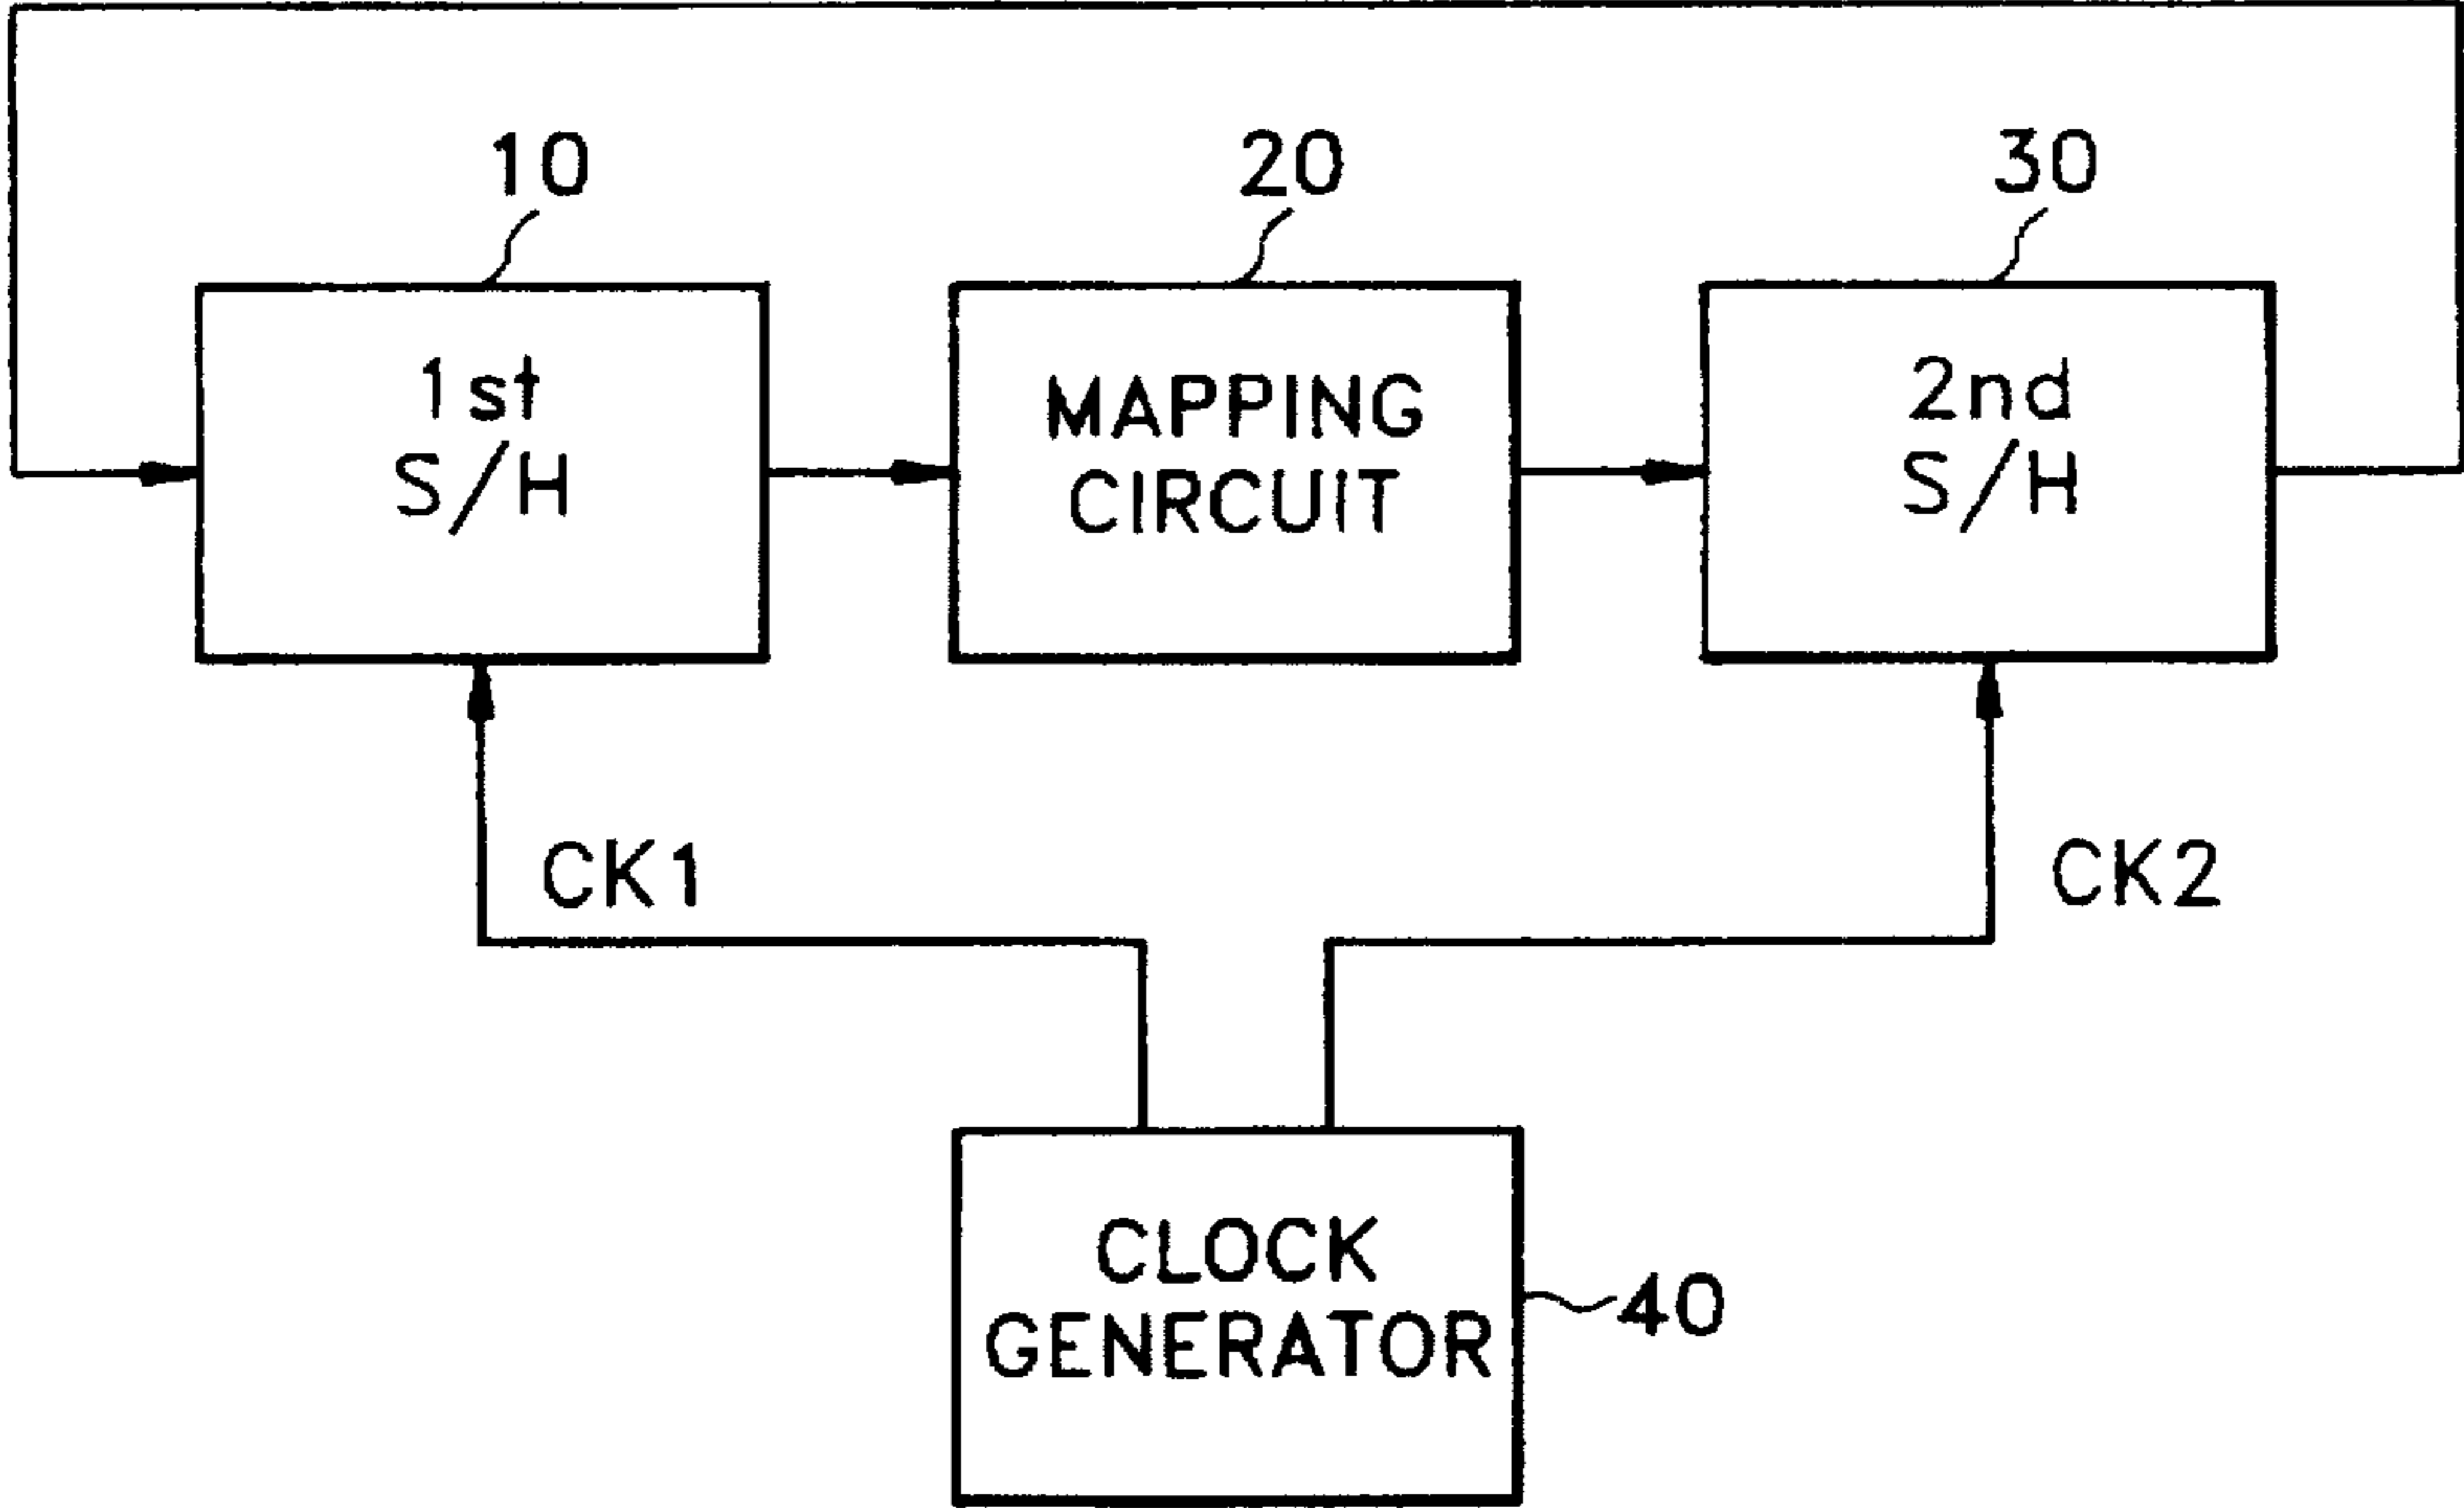 10
20
30
1st
S/H
MAPPING
CIRCUIT
2nd
S/H
CK1
CK2
CLOCK
GENERATOR
40